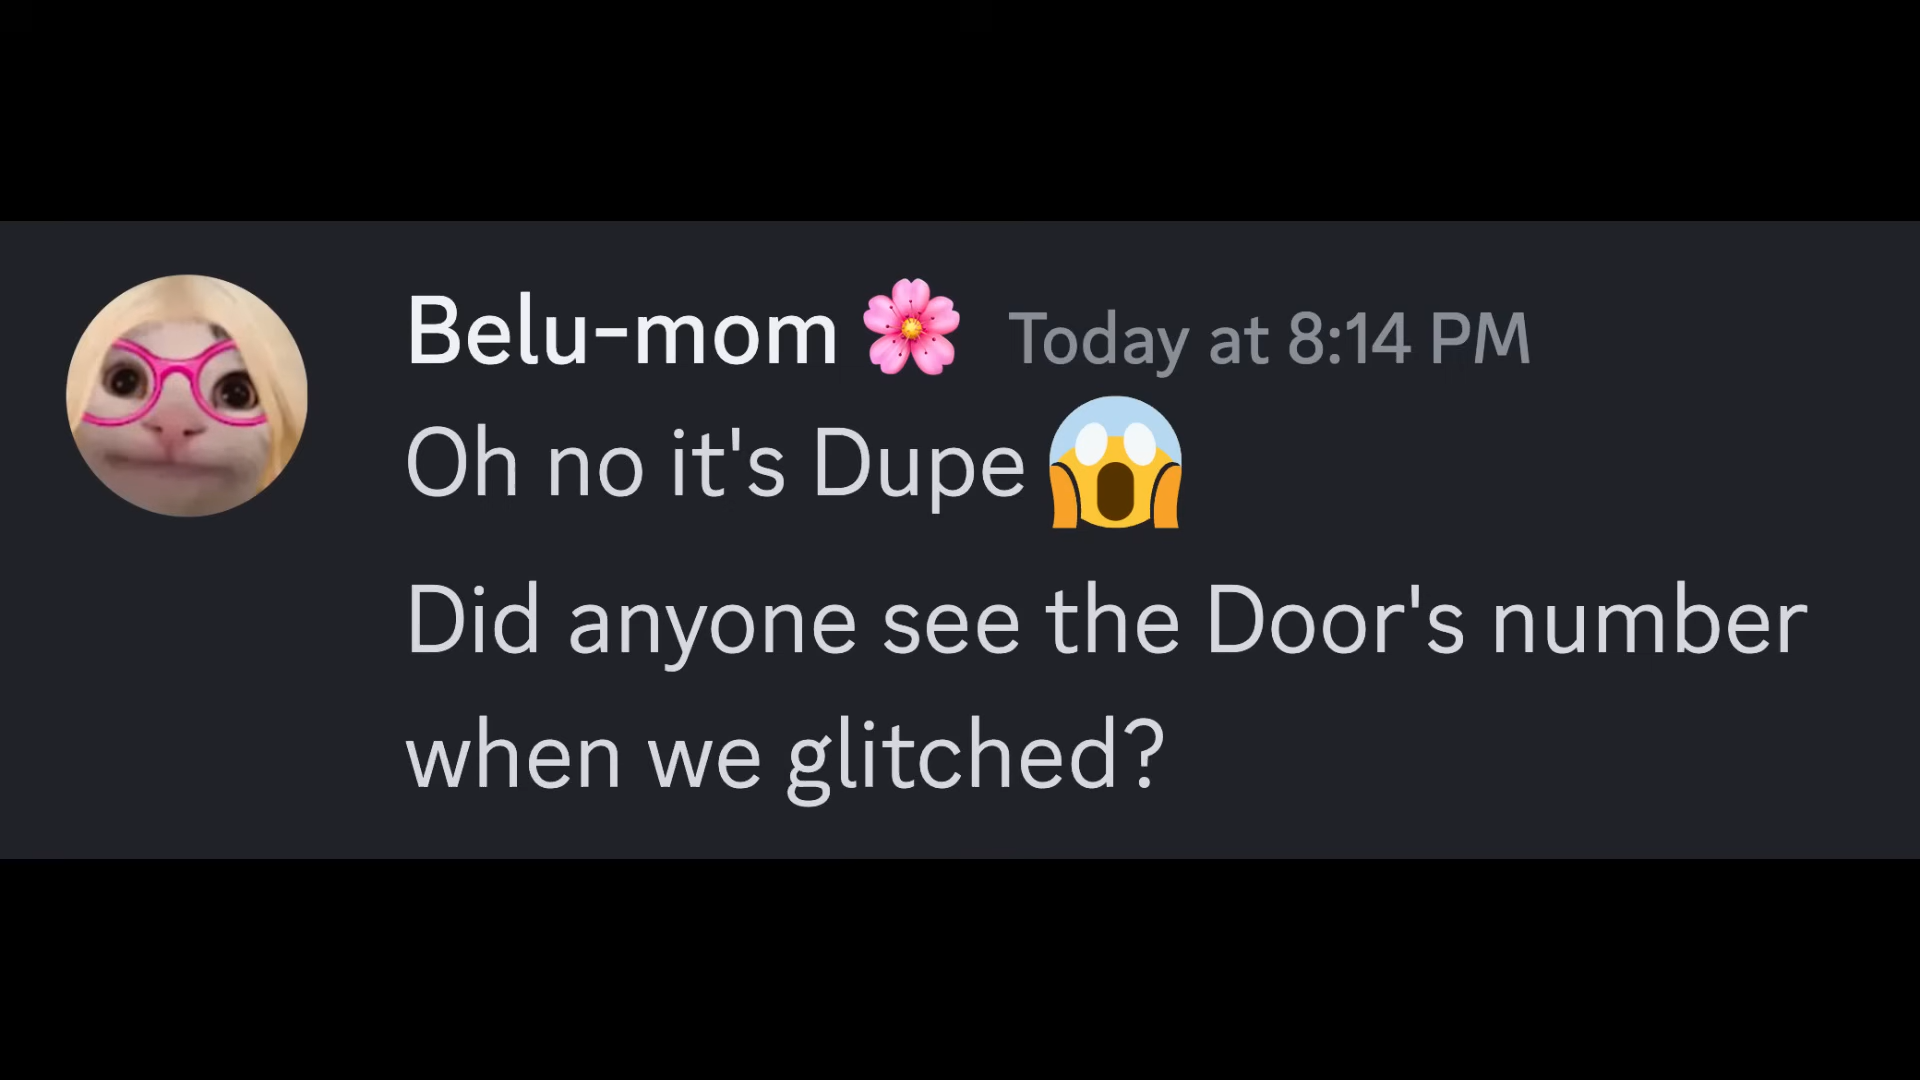 Belu-mom 🌸 Today at 8:14 PM
Oh no it's Dupe 😱
Did anyone see the Door's number
when we glitched?